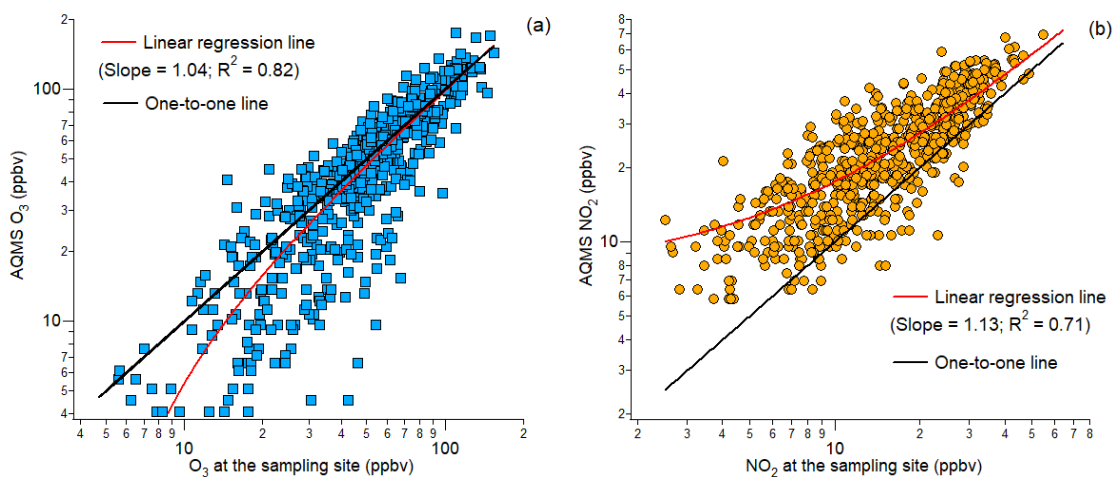 (a)
Linear regression line
(Slope = 1.04; R² = 0.82)
One-to-one line
AQMS O₃ (ppbv)
2
100
7
6
5
4
3
2
10
7
6
5
4
4 5 6 7 8 9 10 2 3 4 5 6 7 8 100 2
O₃ at the sampling site (ppbv)
(b)
AQMS NO₂ (ppbv)
8
7
6
5
4
3
2
10
9
8
7
6
5
4
3
2
Linear regression line
(Slope = 1.13; R² = 0.71)
One-to-one line
2 3 4 5 6 7 8 9 10 2 3 4 5 6 7 8
NO₂ at the sampling site (ppbv)